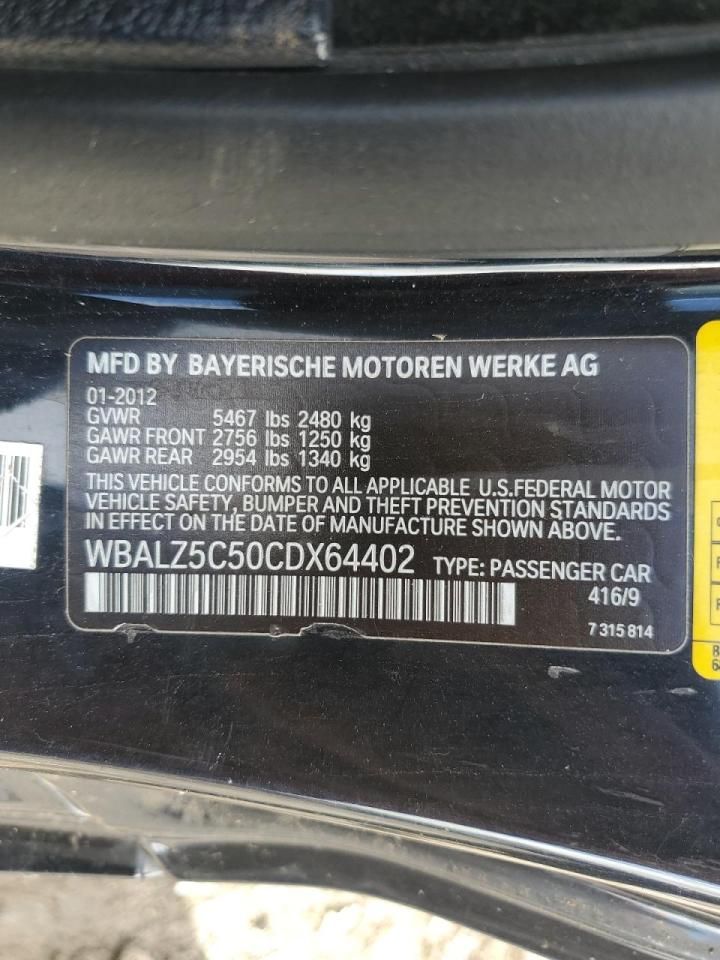 MFD BY BAYERISCHE MOTOREN WERKE AG
01-2012
GVWR 5467 lbs 2480 kg
GAWR FRONT 2756 lbs 1250 kg
GAWR REAR 2954 lbs 1340 kg
THIS VEHICLE CONFORMS TO ALL APPLICABLE U.S.FEDERAL MOTOR
VEHICLE SAFETY, BUMPER AND THEFT PREVENTION STANDARDS
IN EFFECT ON THE DATE OF MANUFACTURE SHOWN ABOVE.
WBALZ5C50CDX64402 TYPE: PASSENGER CAR
416/9
7 315 814